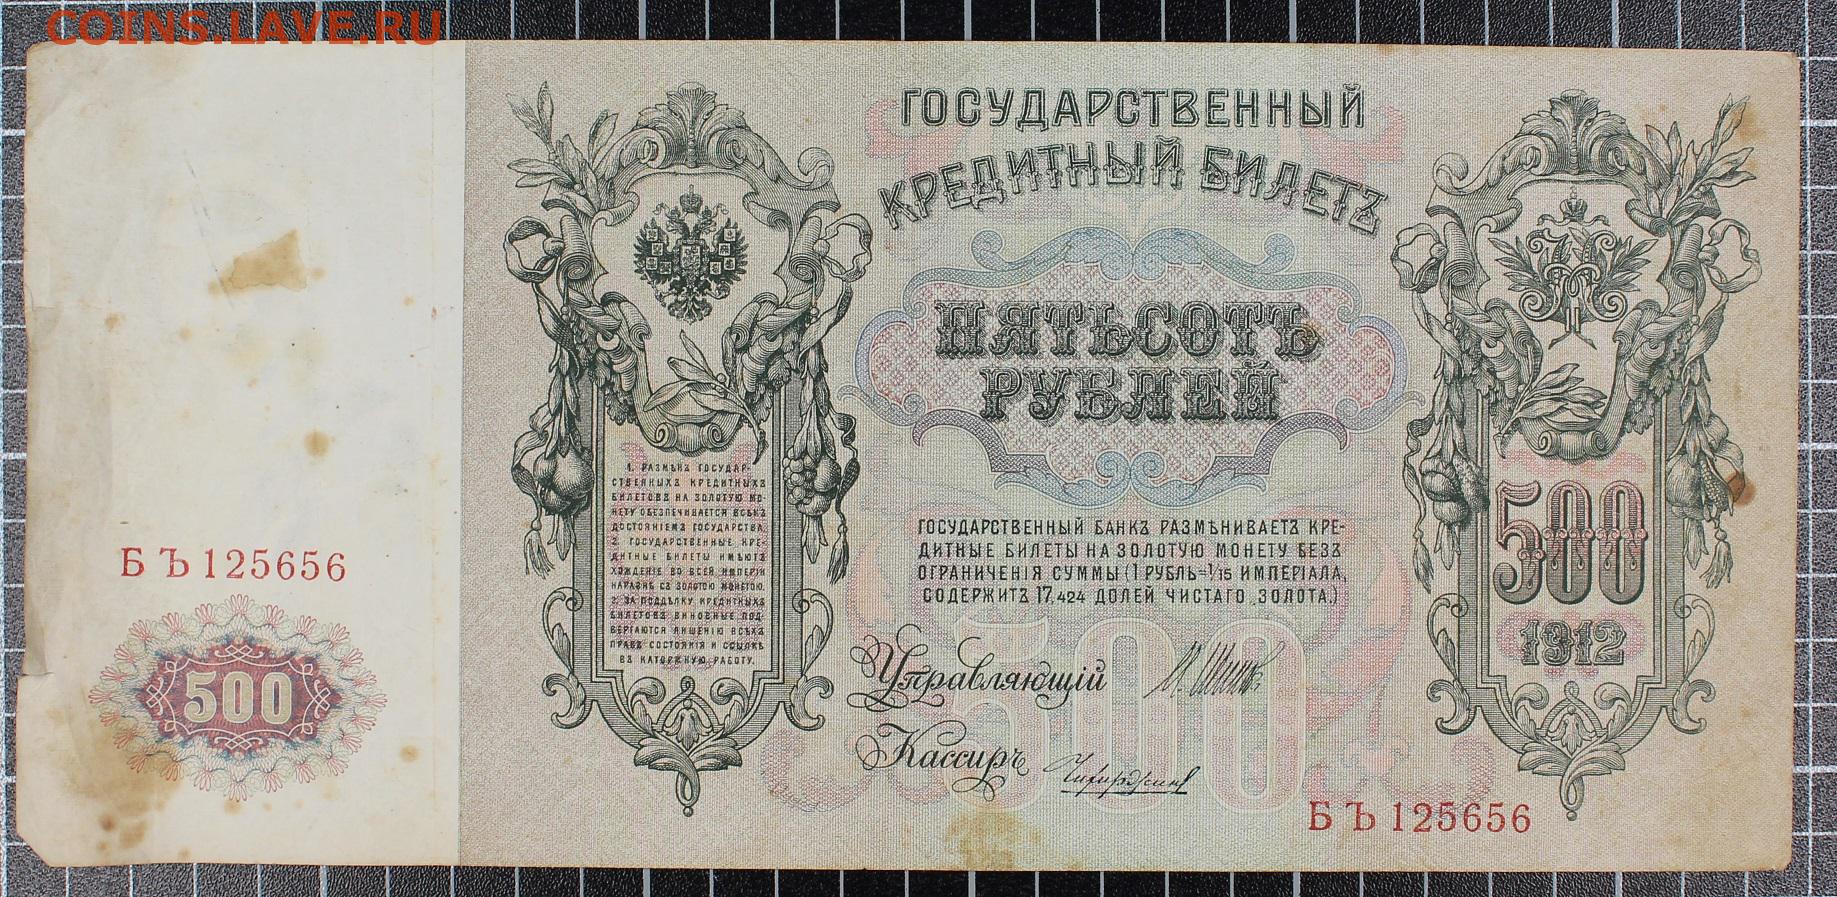 COINS.LAVE.RU
ГОСУДАРСТВЕННЫЙ
КРЕДИТНЫЙ БИЛЕТЪ
ПЯТЬСОТЪ
РУБЛЕЙ
1. РАЗМѢНЪ ГОСУДАР-
СТВЕННЫХЪ КРЕДИТНЫХЪ
БИЛЕТОВЪ НА ЗОЛОТУЮ МО-
НЕТУ ОБЕЗПЕЧИВАЕТСЯ ВСѢМЪ
ДОСТОЯНІЕМЪ ГОСУДАРСТВА.
2. ГОСУДАРСТВЕННЫЕ КРЕ-
ДИТНЫЕ БИЛЕТЫ ИМѢЮТЪ
ХОЖДЕНІЕ ВО ВСЕЙ ИМПЕРІИ
НАРАВНѢ СЪ ЗОЛОТОЮ МОНЕТОЮ.
3. ЗА ПОДДѢЛКУ КРЕДИТНЫХЪ
БИЛЕТОВЪ ВИНОВНЫЕ ПОД-
ВЕРГАЮТСЯ ЛИШЕНІЮ ВСѢХЪ
ПРАВЪ СОСТОЯНІЯ И ССЫЛКѢ
ВЪ КАТОРЖНУЮ РАБОТУ.
ГОСУДАРСТВЕННЫЙ БАНКЪ РАЗМѢНИВАЕТЪ КРЕ-
ДИТНЫЕ БИЛЕТЫ НА ЗОЛОТУЮ МОНЕТУ БЕЗЪ
ОГРАНИЧЕНІЯ СУММЫ (1 РУБЛЬ=1/15 ИМПЕРІАЛА,
СОДЕРЖИТЪ 17,424 ДОЛЕЙ ЧИСТАГО ЗОЛОТА.)
500
1912
БЪ 125656
500
500
Управляющій
Кассиръ
БЪ 125656